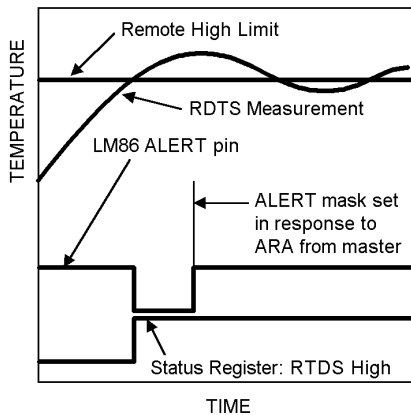 Remote High Limit
RDTS Measurement
LM86 ALERT pin
ALERT mask set
in response to
ARA from master
Status Register: RTDS High
TEMPERATURE
TIME